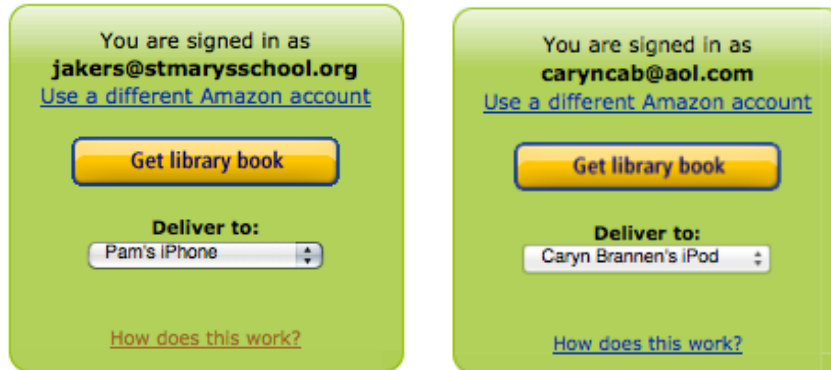 You are signed in as
jakers@stmarysschool.org
Use a different Amazon account
Get library book
Deliver to:
Pam's iPhone
How does this work?
You are signed in as
caryncab@aol.com
Use a different Amazon account
Get library book
Deliver to:
Caryn Brannen's iPod
How does this work?